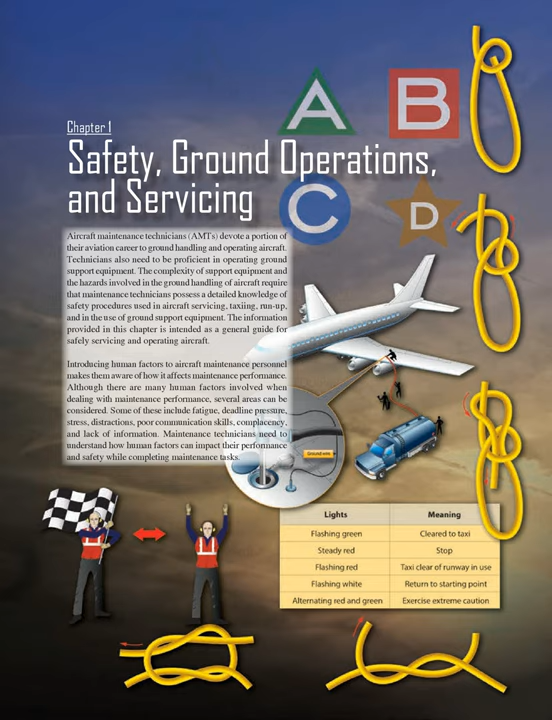 A B
Chapter 1
Safety, Ground Operations,
and Servicing
C D
Aircraft maintenance technicians (AMTs) devote a portion of
their aviation career to ground handling and operating aircraft.
Technicians also need to be proficient in operating ground
support equipment. The complexity of support equipment and
the hazards involved in the ground handling of aircraft require
that maintenance technicians possess a detailed knowledge of
safety procedures used in aircraft servicing, taxiing, run-up,
and in the use of ground support equipment. The information
provided in this chapter is intended as a general guide for
safely servicing and operating aircraft.
Introducing human factors to aircraft maintenance personnel
makes them aware of how it affects maintenance performance.
Although there are many human factors involved when
dealing with maintenance performance, several areas can be
considered. Some of these include fatigue, deadline pressure,
stress, distractions, poor communication skills, complacency,
and lack of information. Maintenance technicians need to
understand how human factors can impact their performance
and safety while completing maintenance tasks.
Ground wire
Lights Meaning
Flashing green Cleared to taxi
Steady red Stop
Flashing red Taxi clear of runway in use
Flashing white Return to starting point
Alternating red and green Exercise extreme caution